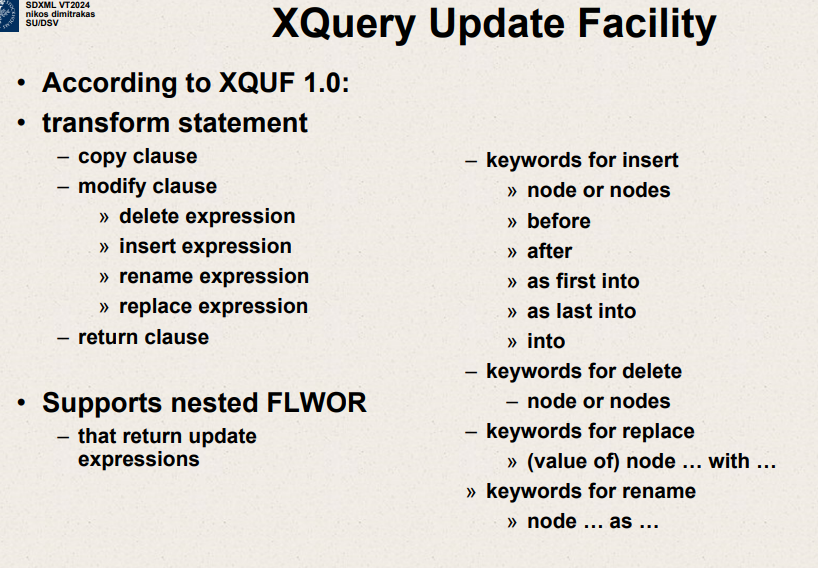 SDXML VT2024
nikos dimitrakas
SU/DSV
XQuery Update Facility
• According to XQUF 1.0:
• transform statement
– copy clause
– modify clause
» delete expression
» insert expression
» rename expression
» replace expression
– return clause
• Supports nested FLWOR
– that return update
expressions
– keywords for insert
» node or nodes
» before
» after
» as first into
» as last into
» into
– keywords for delete
– node or nodes
– keywords for replace
» (value of) node … with …
» keywords for rename
» node … as …